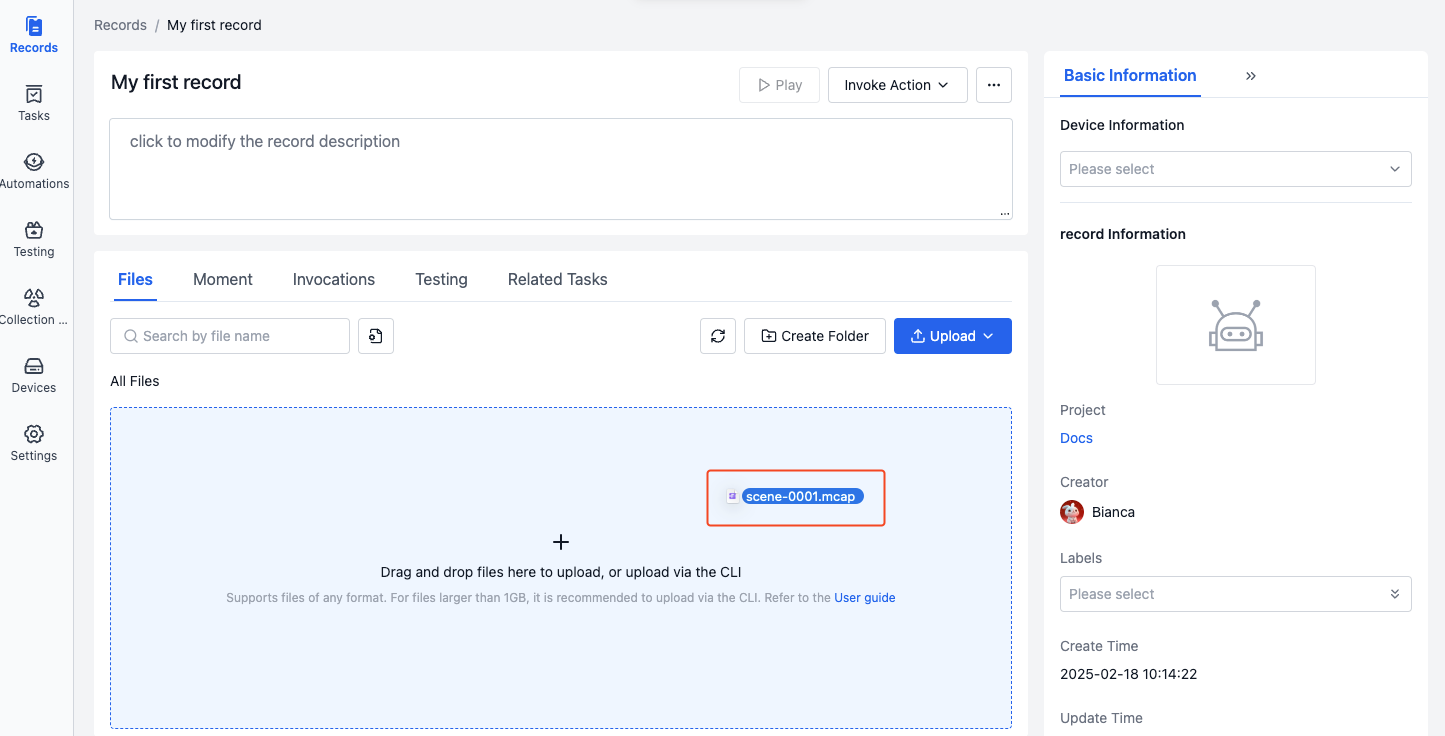 Records
Tasks
Automations
Testing
Collection ...
Devices
Settings
Records / My first record
My first record
Play
Invoke Action
...
click to modify the record description
Files
Moment
Invocations
Testing
Related Tasks
Search by file name
Create Folder
Upload
All Files
scene-0001.mcap
Drag and drop files here to upload, or upload via the CLI
Supports files of any format. For files larger than 1GB, it is recommended to upload via the CLI. Refer to the User guide
Basic Information
Device Information
Please select
record Information
Project
Docs
Creator
Bianca
Labels
Please select
Create Time
2025-02-18 10:14:22
Update Time